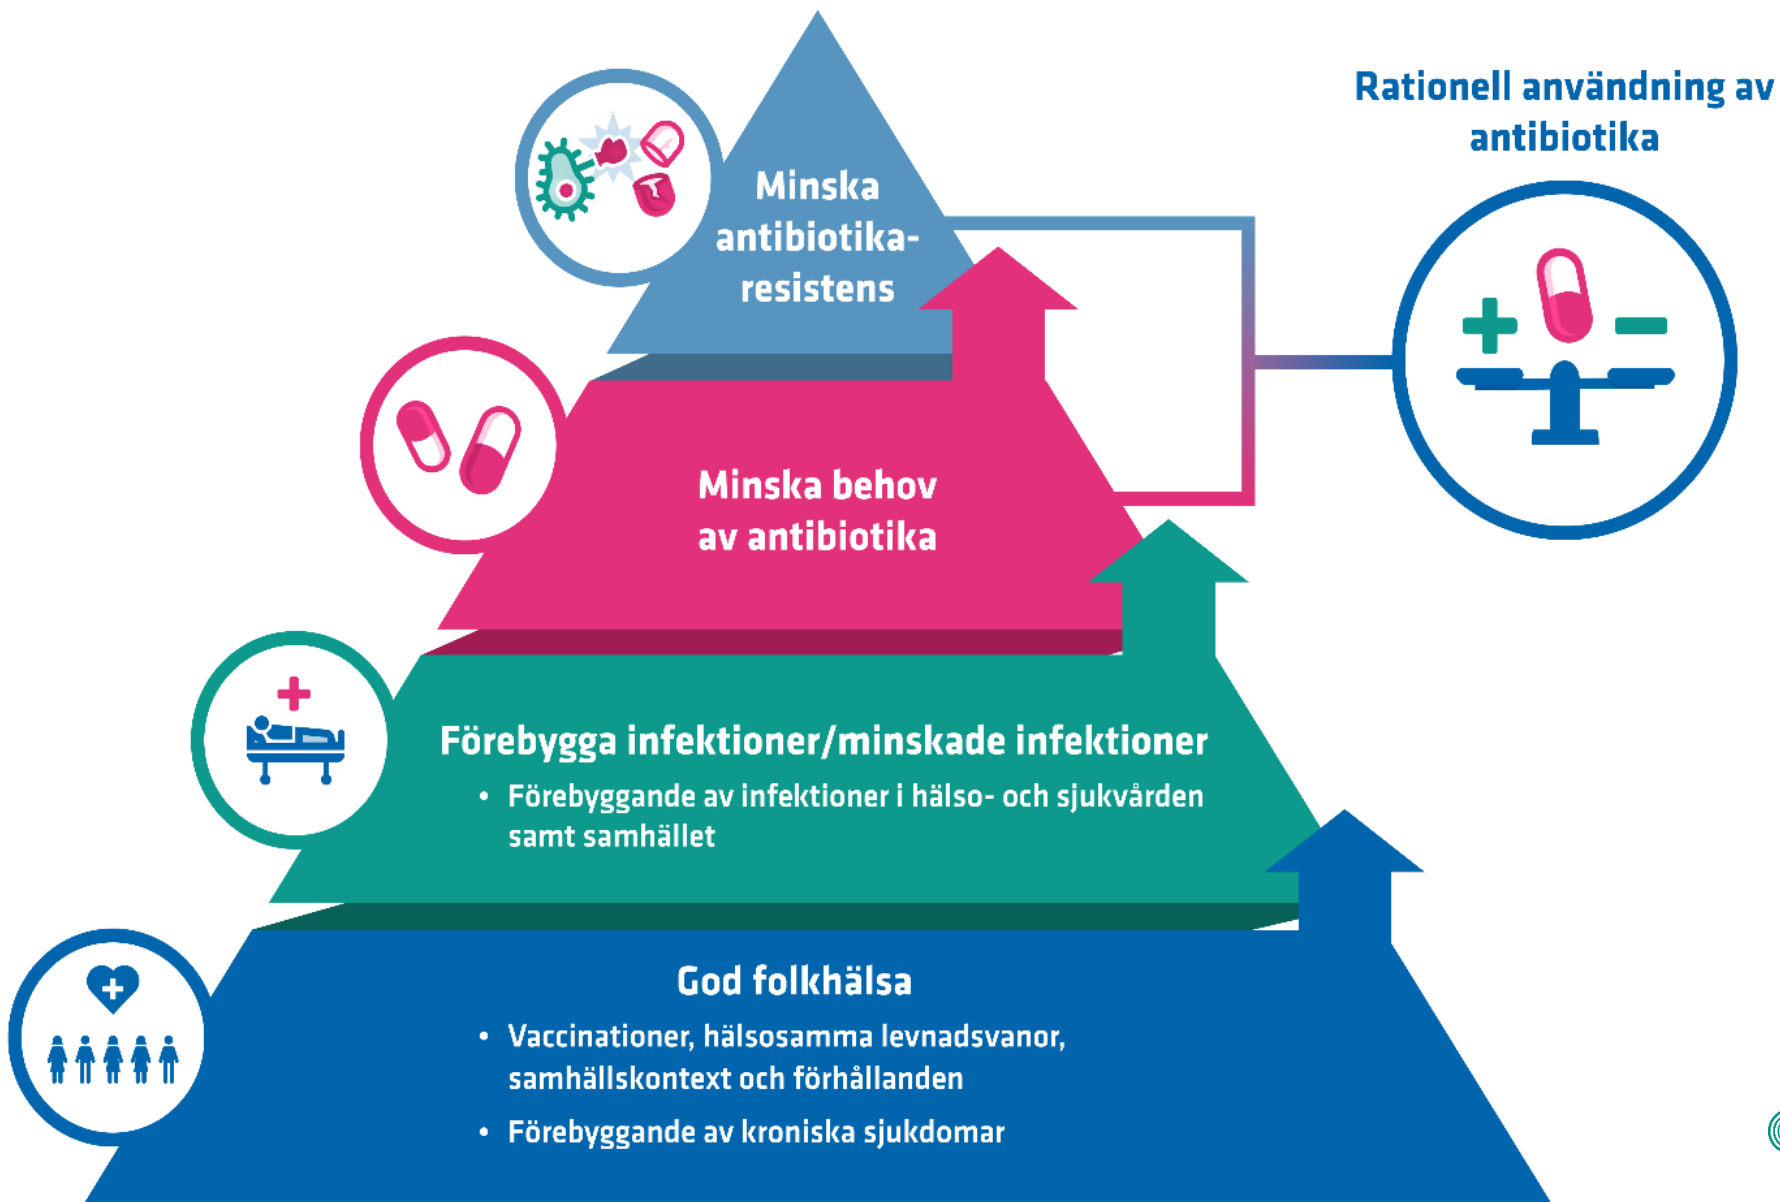 Rationell användning av
antibiotika
Minska
antibiotika-
resistens
Minska behov
av antibiotika
Förebygga infektioner/minskade infektioner
• Förebyggande av infektioner i hälso- och sjukvården
samt samhället
God folkhälsa
• Vaccinationer, hälsosamma levnadsvanor,
samhällskontext och förhållanden
• Förebyggande av kroniska sjukdomar